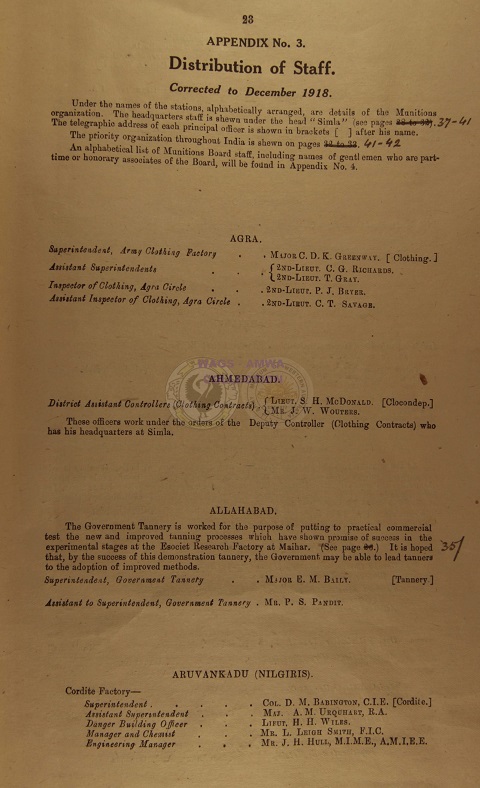 23
APPENDIX No. 3.
Distribution of Staff.
Corrected to December 1918.
Under the names of the stations, alphabetically arranged, are details of the Munitions
organization. The headquarters staff is shewn under the head "Simla" (see pages 37-41
The telegraphic address of each principal officer is shown in brackets [ ] after his name.
The priority organization throughout India is shewn on pages 41-42
An alphabetical list of Munitions Board staff, including names of gentlemen who are part-
time or honorary associates of the Board, will be found in Appendix No. 4.
AGRA.
Superintendent, Army Clothing Factory . . MAJOR C. D. K. GREENWAY. [ Clothing. ]
Assistant Superintendents . . { 2ND-LIEUT. C. G. RICHARDS.
2ND-LIEUT. T. GRAY.
Inspector of Clothing, Agra Circle . . . 2ND-LIEUT. P. J. BRYER.
Assistant Inspector of Clothing, Agra Circle . . 2ND-LIEUT. C. T. SAVAGE.
WAGS - AMWA
AHMEDABAD.
District Assistant Controllers (Clothing Contracts) { LIEUT. S. H. MCDONALD. [Clocondep.]
MR. J. W. WOUTERS.
These officers work under the orders of the Deputy Controller (Clothing Contracts) who
has his headquarters at Simla.
ALLAHABAD.
The Government Tannery is worked for the purpose of putting to practical commercial
test the new and improved tanning processes which have shown promise of success in the
experimental stages at the Esociet Research Factory at Maihar. (See page .) It is hoped 35/
that, by the success of this demonstration tannery, the Government may be able to lead tanners
to the adoption of improved methods.
Superintendent, Government Tannery . . MAJOR E. M. BAILY. [Tannery.]
Assistant to Superintendent, Government Tannery . MR. P. S. PANDIT.
ARUVANKADU (NILGIRIS).
Cordite Factory—
Superintendent . . . . COL. D. M. BABINGTON, C.I.E. [Cordite.]
Assistant Superintendent . . . MAJ. A. M. URQUHART, R.A.
Danger Building Officer . . . LIEUT. H. H. WILES.
Manager and Chemist . . . MR. L. LEIGH SMITH, F.I.C.
Engineering Manager . . . MR. J. H. HULL, M.I.M.E., A.M.I.E.E.